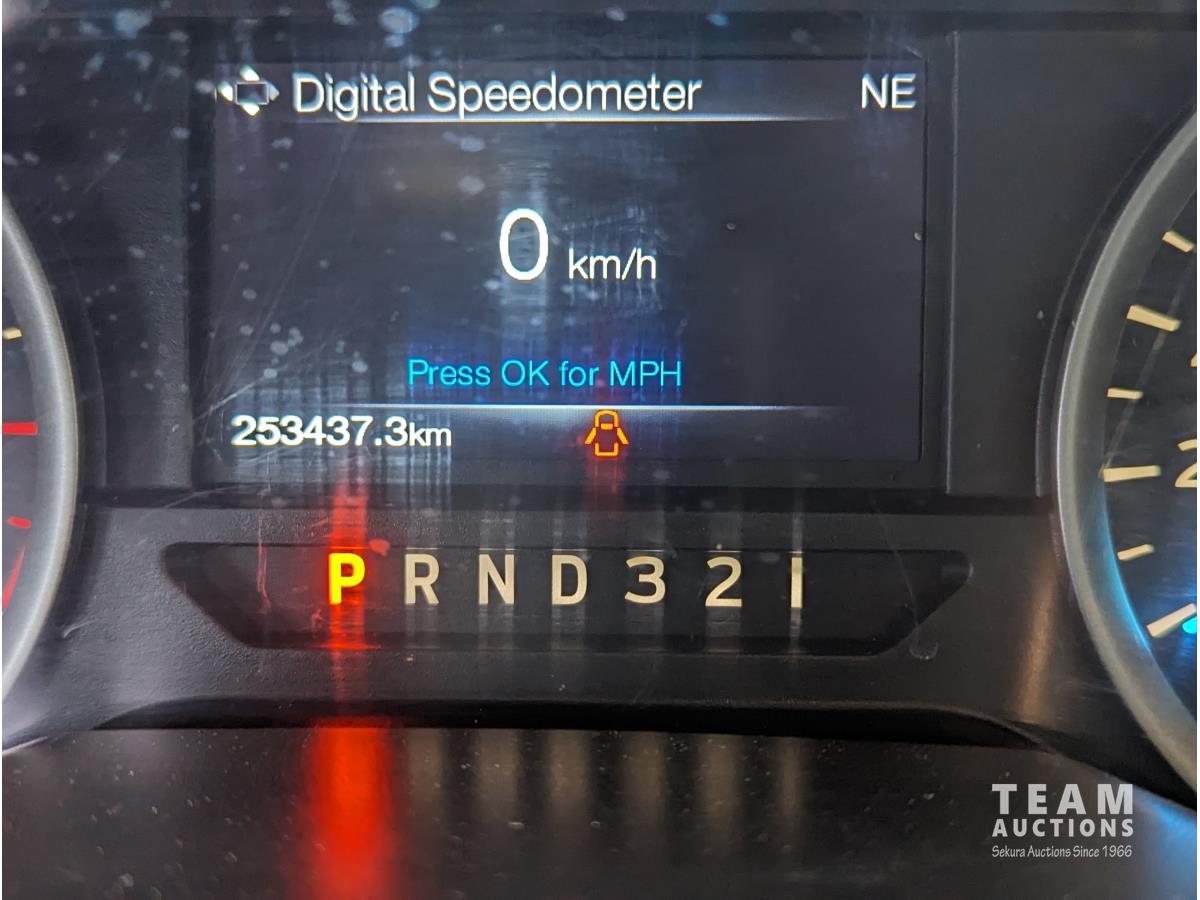 Digital Speedometer NE
0 km/h
Press OK for MPH
253437.3km
P R N D 3 2 1
TEAM
AUCTIONS
Sekura Auctions Since 1966